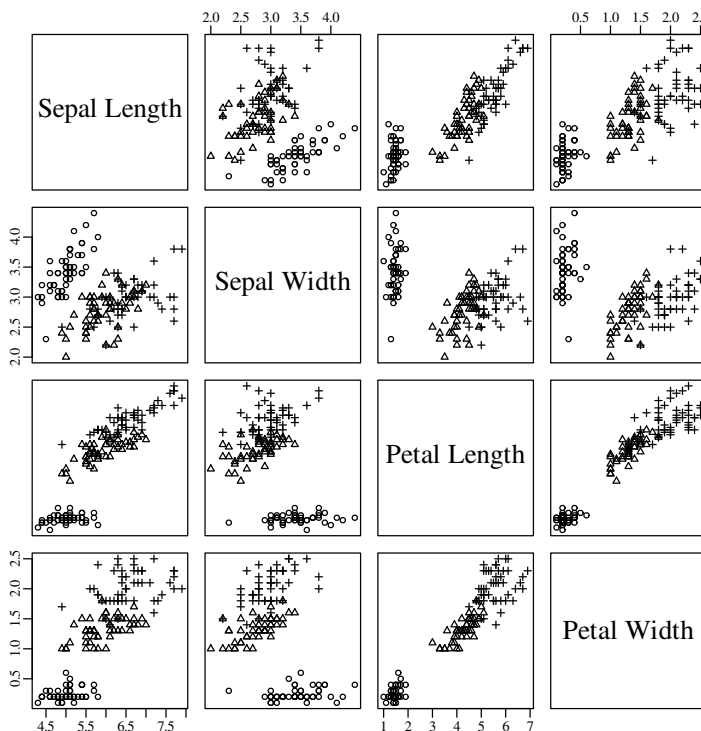 2.0 3.0 4.0
0.5 1.0 1.5 2.0 2.5
Sepal Length
2.0 2.5 3.0 3.5 4.0
Sepal Width
Petal Length
0.5 1.0 1.5 2.0 2.5
Petal Width
4.5 5.5 6.5 7.5
1 2 3 4 5 6 7